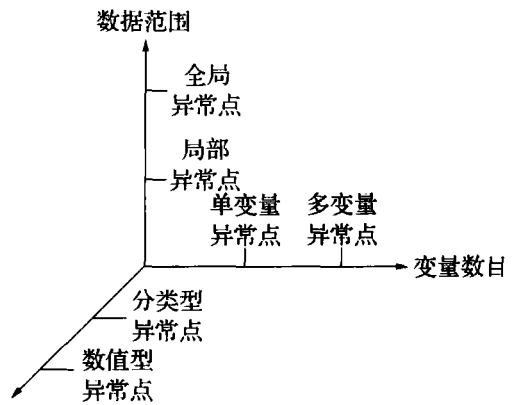 数据范围
全局
异常点
局部
异常点
单变量
异常点
多变量
异常点
变量数目
分类型
异常点
数值型
异常点